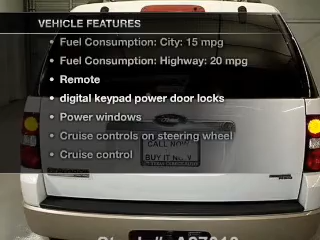 VEHICLE FEATURES
• Fuel Consumption: City: 15 mpg
• Fuel Consumption: Highway: 20 mpg
• Remote
• digital keypad power door locks
• Power windows
• Cruise controls on steering wheel
• Cruise control
Ford
CALL NOW
BUY IT